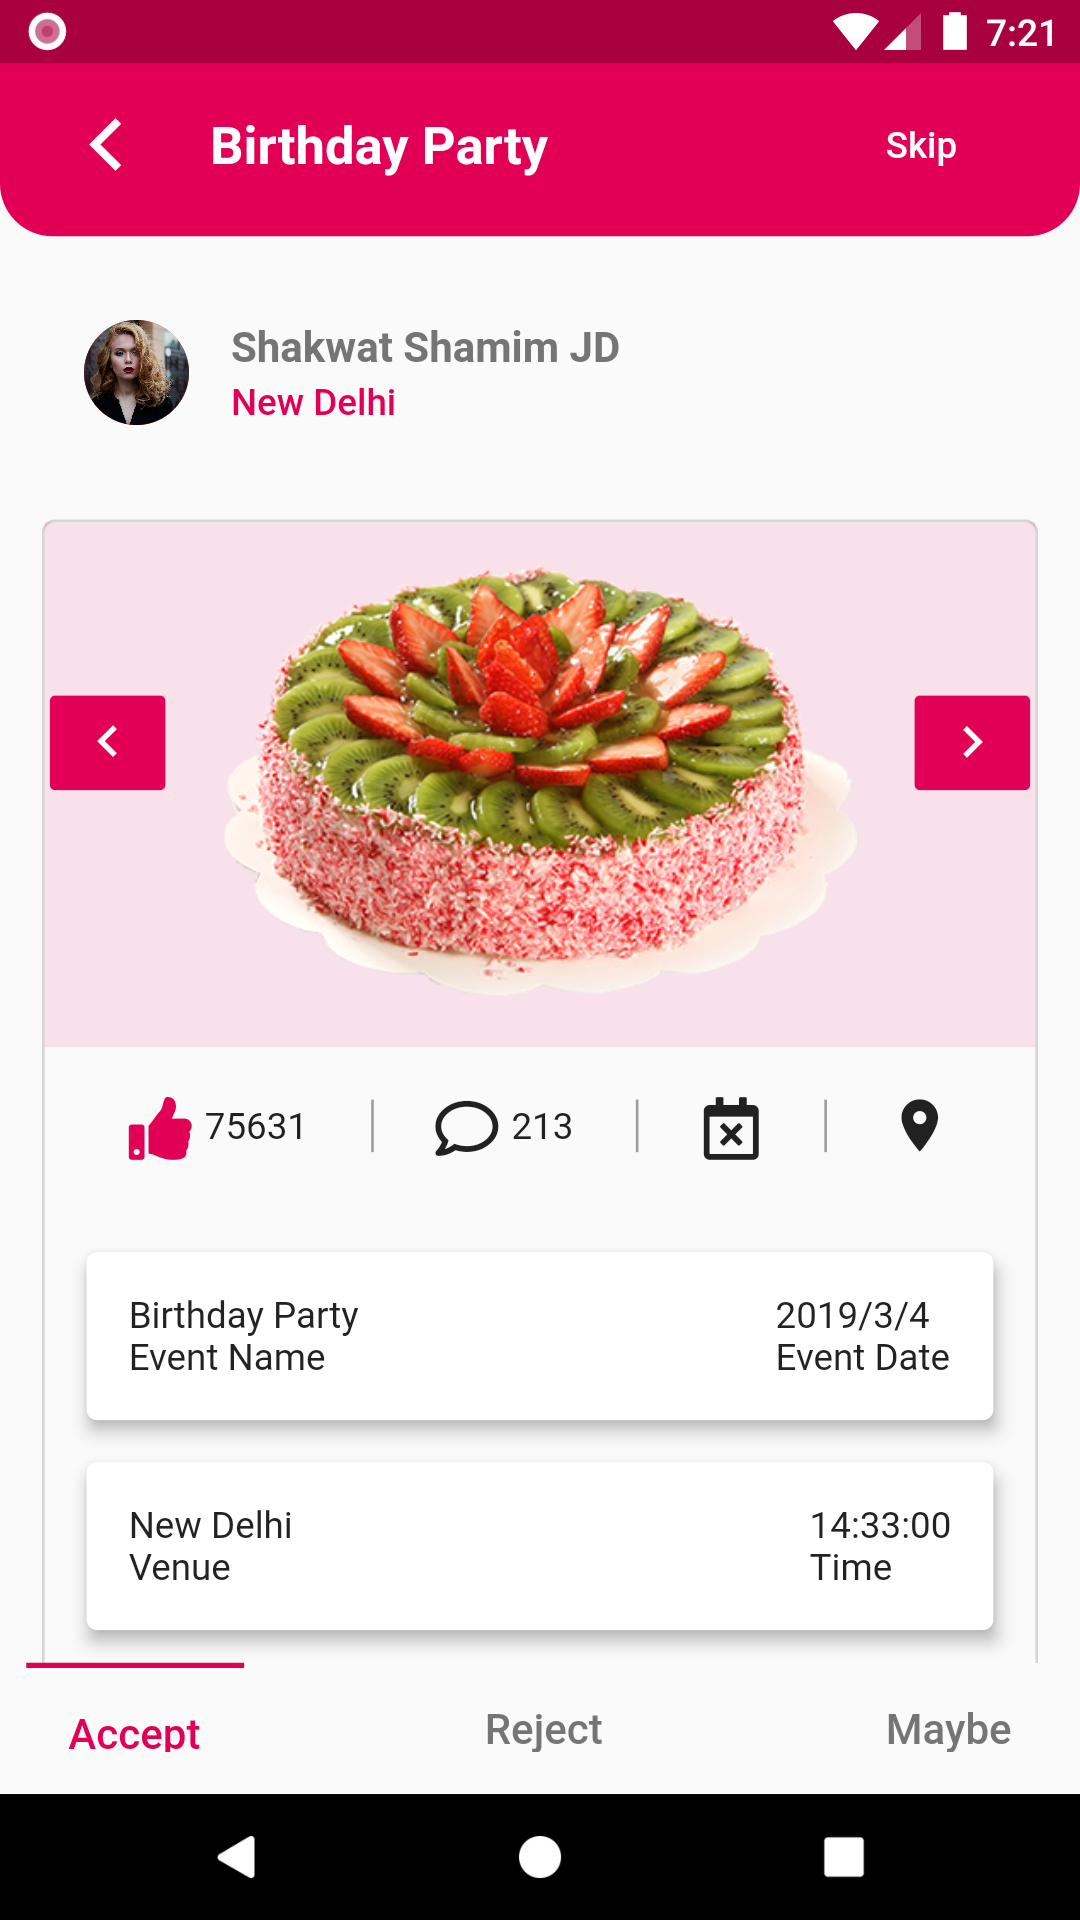 7:21
Birthday Party
Skip
Shakwat Shamim JD
New Delhi
75631
213
Birthday Party
2019/3/4
Event Name
Event Date
New Delhi
14:33:00
Venue
Time
Accept
Reject
Maybe